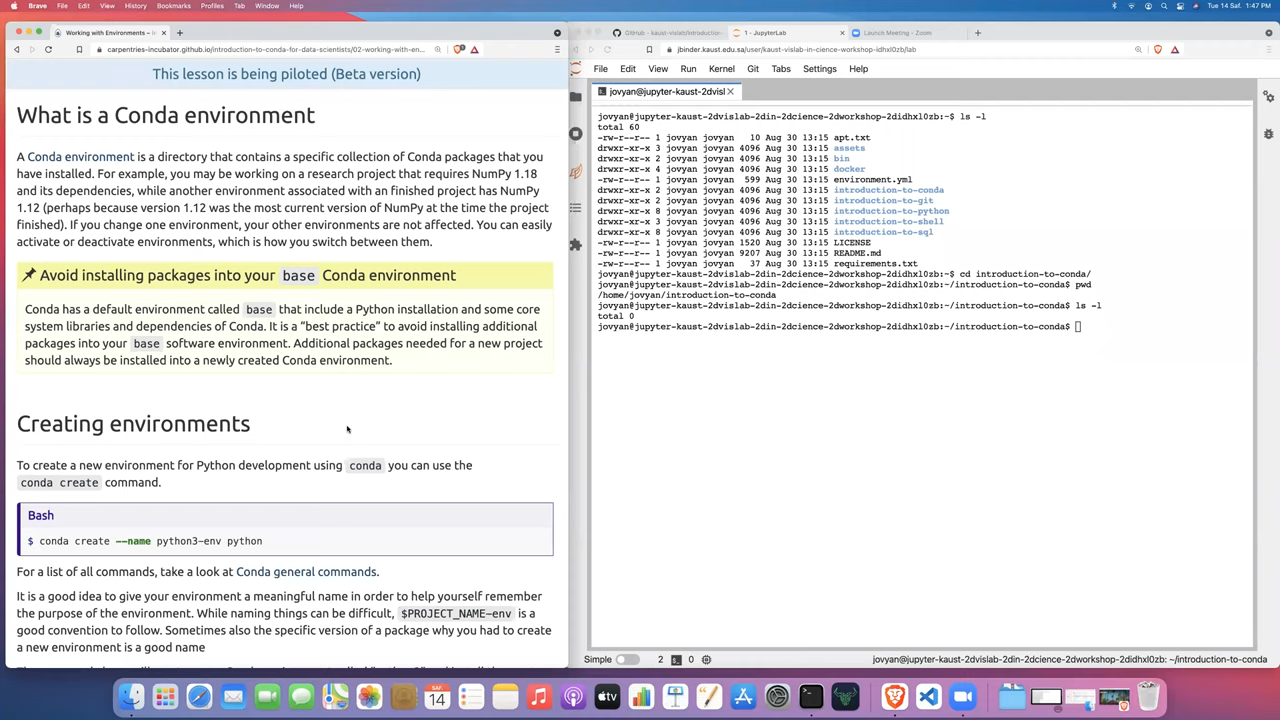 Brave File Edit View History Bookmarks Profiles Tab Window Help
Tue 14 Saf. 1:47 PM
Working with Environments – In
carpentries-incubator.github.io/introduction-to-conda-for-data-scientists/02-working-with-en...
This lesson is being piloted (Beta version)
What is a Conda environment
A Conda environment is a directory that contains a specific collection of Conda packages that you
have installed. For example, you may be working on a research project that requires NumPy 1.18
and its dependencies, while another environment associated with an finished project has NumPy
1.12 (perhaps because version 1.12 was the most current version of NumPy at the time the project
finished). If you change one environment, your other environments are not affected. You can easily
activate or deactivate environments, which is how you switch between them.
Avoid installing packages into your base Conda environment
Conda has a default environment called base that include a Python installation and some core
system libraries and dependencies of Conda. It is a “best practice” to avoid installing additional
packages into your base software environment. Additional packages needed for a new project
should always be installed into a newly created Conda environment.
Creating environments
To create a new environment for Python development using conda you can use the
conda create command.
Bash
$ conda create --name python3-env python
For a list of all commands, take a look at Conda general commands.
It is a good idea to give your environment a meaningful name in order to help yourself remember
the purpose of the environment. While naming things can be difficult, $PROJECT_NAME-env is a
good convention to follow. Sometimes also the specific version of a package why you had to create
a new environment is a good name
GitHub - kaust-vislab/introduction
1 - JupyterLab
Launch Meeting - Zoom
jbinder.kaust.edu.sa/user/kaust-vislab-in-cience-workshop-idhxl0zb/lab
File Edit View Run Kernel Git Tabs Settings Help
jovyan@jupyter-kaust-2dvisl
jovyan@jupyter-kaust-2dvislab-2din-2dcience-2dworkshop-2didhxl0zb:~$ ls -l
total 60
-rw-r--r-- 1 jovyan jovyan 10 Aug 30 13:15 apt.txt
drwxr-xr-x 3 jovyan jovyan 4096 Aug 30 13:15 assets
drwxr-xr-x 2 jovyan jovyan 4096 Aug 30 13:15 bin
drwxr-xr-x 4 jovyan jovyan 4096 Aug 30 13:15 docker
-rw-r--r-- 1 jovyan jovyan 599 Aug 30 13:15 environment.yml
drwxr-xr-x 2 jovyan jovyan 4096 Aug 30 13:15 introduction-to-conda
drwxr-xr-x 2 jovyan jovyan 4096 Aug 30 13:15 introduction-to-git
drwxr-xr-x 8 jovyan jovyan 4096 Aug 30 13:15 introduction-to-python
drwxr-xr-x 3 jovyan jovyan 4096 Aug 30 13:15 introduction-to-shell
drwxr-xr-x 8 jovyan jovyan 4096 Aug 30 13:15 introduction-to-sql
-rw-r--r-- 1 jovyan jovyan 1520 Aug 30 13:15 LICENSE
-rw-r--r-- 1 jovyan jovyan 9207 Aug 30 13:15 README.md
-rw-r--r-- 1 jovyan jovyan 37 Aug 30 13:15 requirements.txt
jovyan@jupyter-kaust-2dvislab-2din-2dcience-2dworkshop-2didhxl0zb:~$ cd introduction-to-conda/
jovyan@jupyter-kaust-2dvislab-2din-2dcience-2dworkshop-2didhxl0zb:~/introduction-to-conda$ pwd
/home/jovyan/introduction-to-conda
jovyan@jupyter-kaust-2dvislab-2din-2dcience-2dworkshop-2didhxl0zb:~/introduction-to-conda$ ls -l
total 0
jovyan@jupyter-kaust-2dvislab-2din-2dcience-2dworkshop-2didhxl0zb:~/introduction-to-conda$
Simple 2 0
jovyan@jupyter-kaust-2dvislab-2din-2dcience-2dworkshop-2didhxl0zb: ~/introduction-to-conda